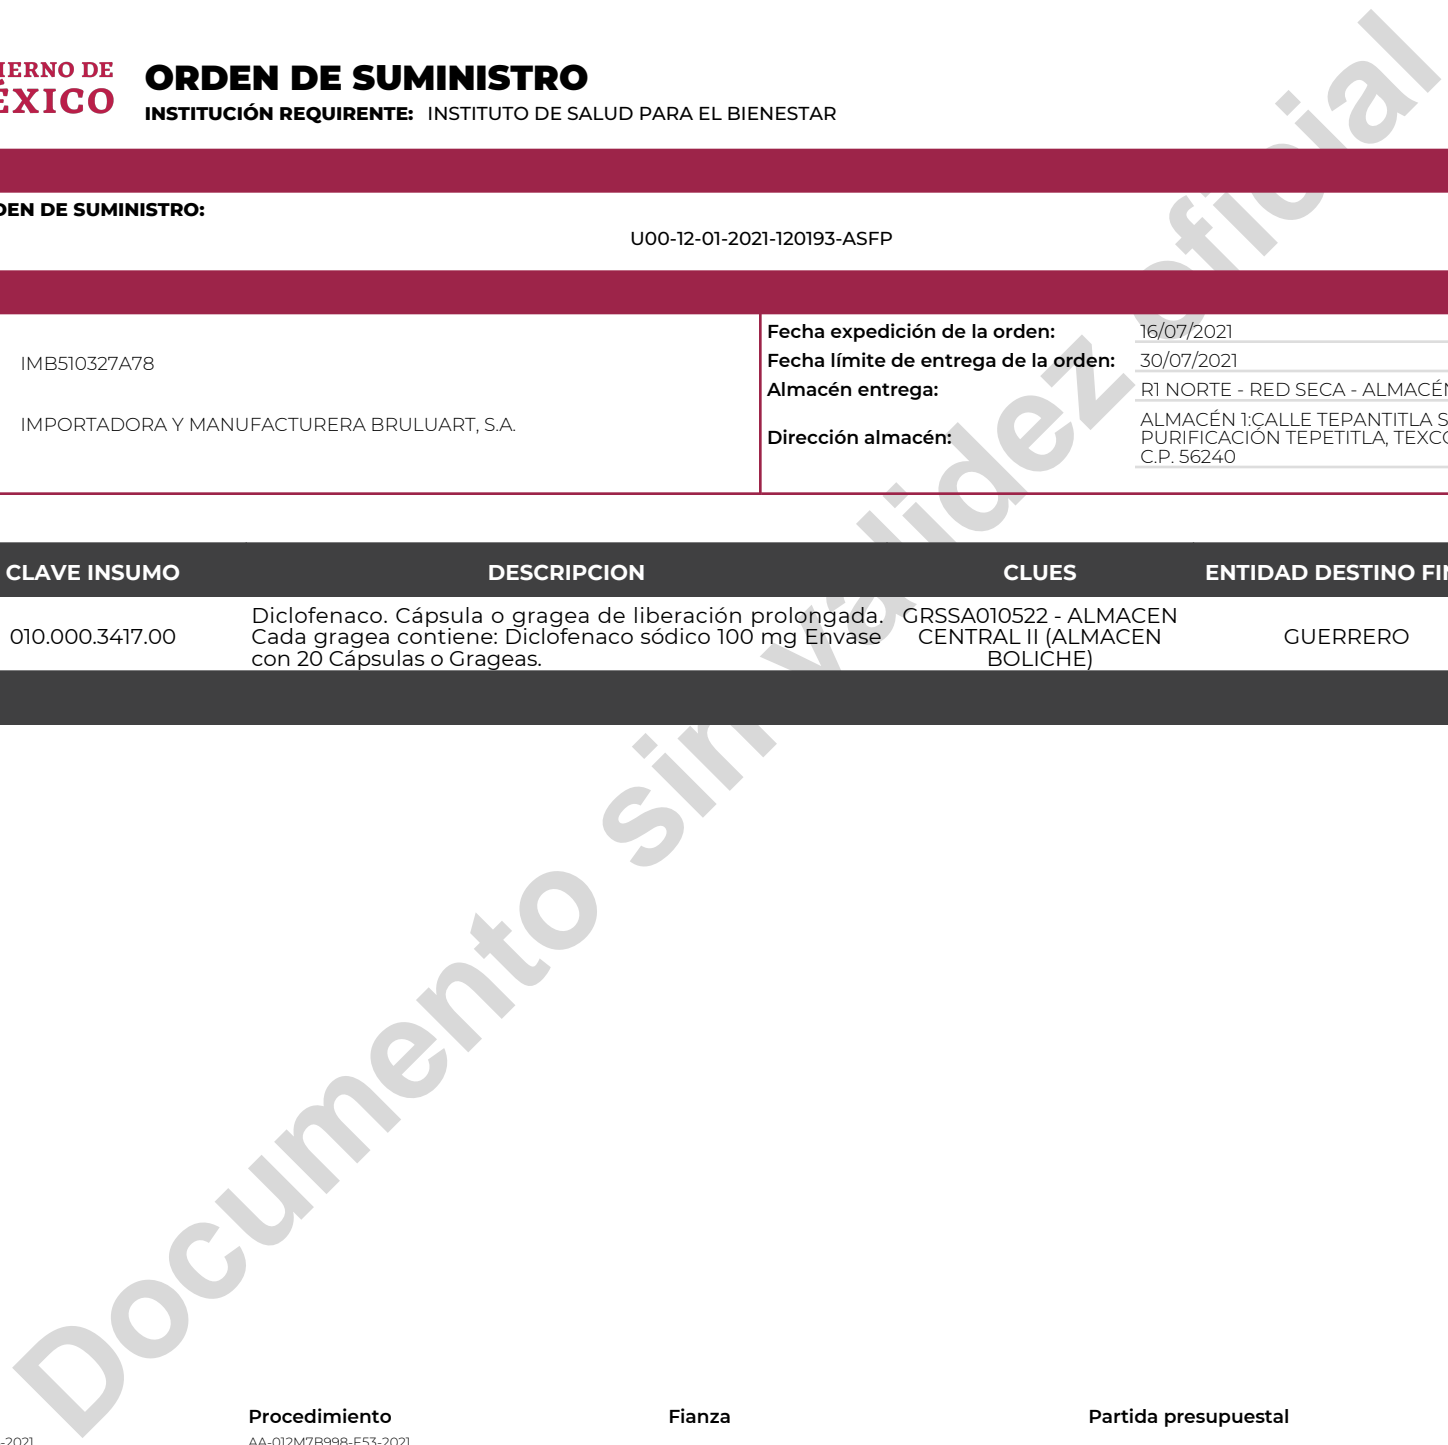 ORDEN DE SUMINISTRO
INSTITUCIÓN REQUIRENTE: INSTITUTO DE SALUD PARA EL BIENESTAR
DE
DE SUMINISTRO:
U00-12-01-2021-120193-ASFP
IMB510327A78
IMPORTADORA Y MANUFACTURERA BRULUART, S.A.
Fecha expedición de la orden: 16/07/2021
Fecha límite de entrega de la orden: 30/07/2021
Almacén entrega: R1 NORTE - RED SECA - ALMACÉN
Dirección almacén:
ALMACÉN 1:CALLE TEPANTITLA
PURIFICACIÓN TEPETITLA,
C.P. 56240
CLAVE INSUMO DESCRIPCION CLUES ENTIDAD DESTINO
010.000.3417.00
Diclofenaco. Cápsula o gragea de liberación prolongada.
Cada gragea contiene: Diclofenaco sódico 100 mg Envase
con 20 Cápsulas o Grageas.
GRSSA010522 - ALMACEN
CENTRAL II (ALMACEN
BOLICHE)
GUERRERO
Documento sin validez oficial
Procedimiento Fianza Partida presupuestal